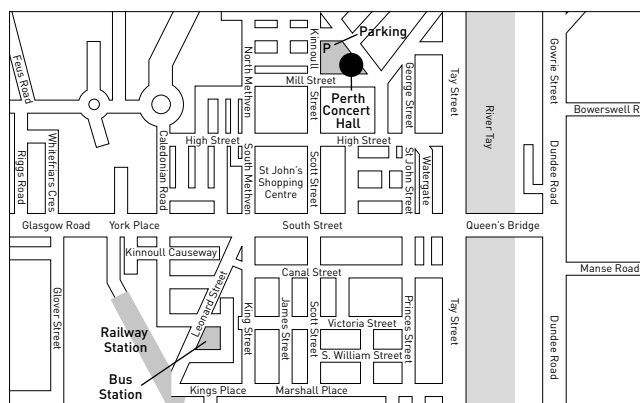 Parking
P
Kinnoull
Street
Feus Road
North Methven
Mill Street
Perth
Concert
Hall
George Street
Tay Street
River Tay
Gowrie Street
Bowerswell R
High Street
High Street
Riggs Road
Whitefriars Cres
Caledonian Road
South Methven
St John's
Shopping
Centre
Scott Street
St John Street
Watergate
Dundee Road
Glasgow Road
York Place
South Street
Queen's Bridge
Kinnoull Causeway
Canal Street
Manse Road
Glover Street
Leonard Street
King Street
James Street
Scott Street
Princes Street
Tay Street
Dundee Road
Victoria Street
S. William Street
Railway
Station
Bus
Station
Kings Place
Marshall Place